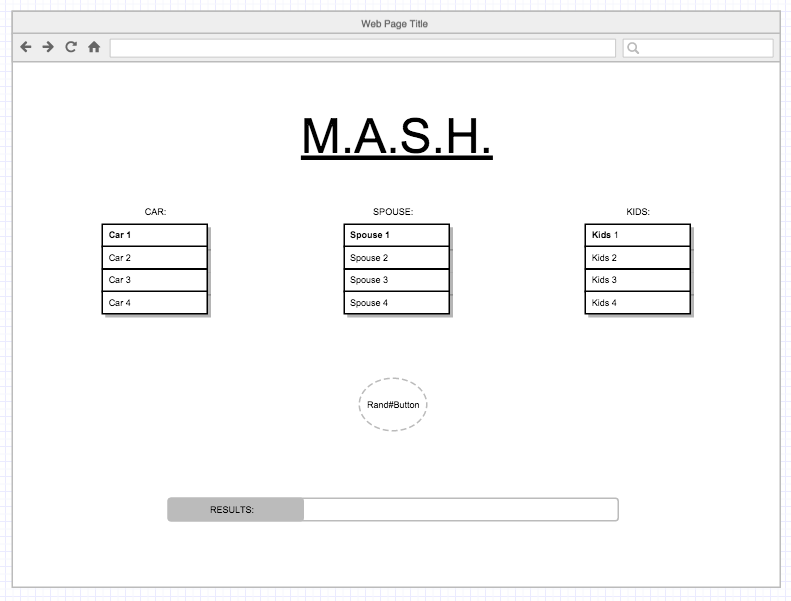 Web Page Title
M.A.S.H.
CAR:
SPOUSE:
KIDS:
Car 1
Spouse 1
Kids 1
Car 2
Spouse 2
Kids 2
Car 3
Spouse 3
Kids 3
Car 4
Spouse 4
Kids 4
Rand#Button
RESULTS: